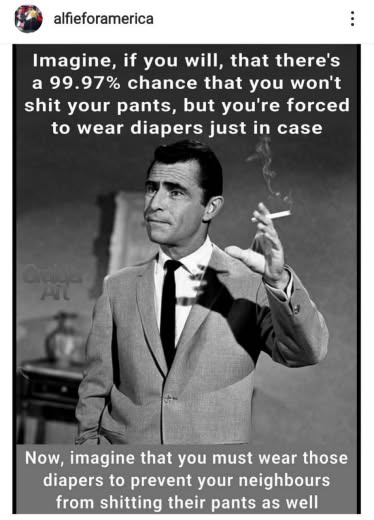 alfieforamerica
Imagine, if you will, that there's
a 99.97% chance that you won't
shit your pants, but you're forced
to wear diapers just in case
Art
Now, imagine that you must wear those
diapers to prevent your neighbours
from shitting their pants as well